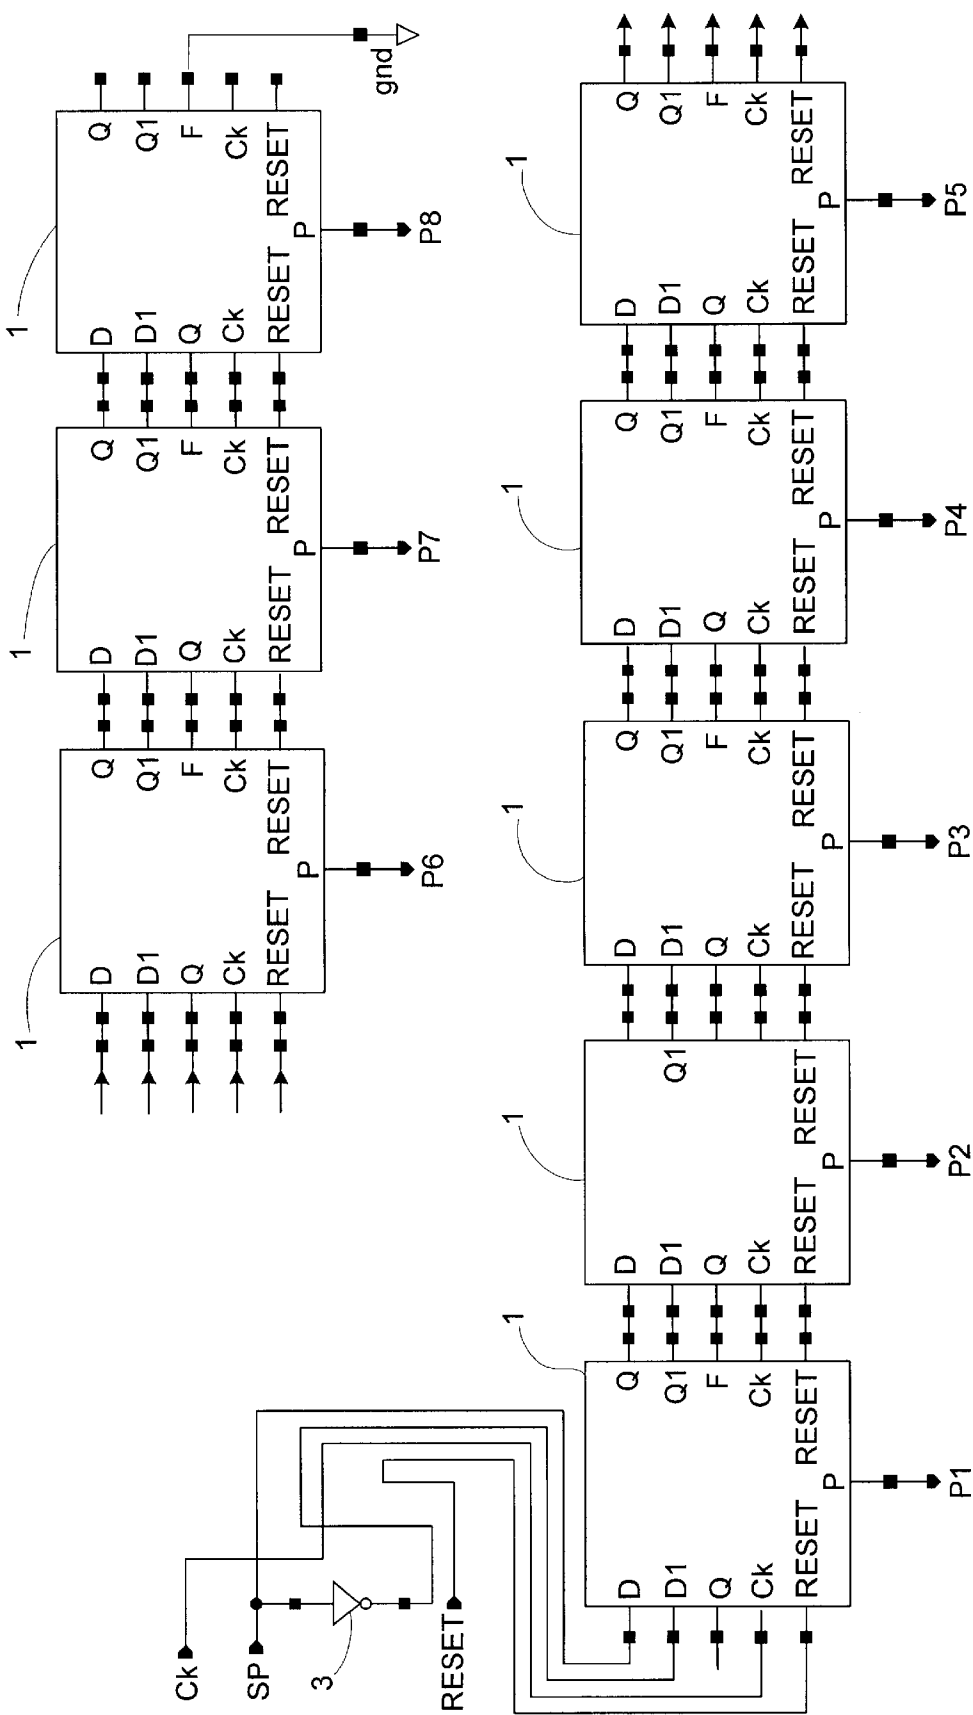 1
1
1
D Q D Q D Q
D1 Q1 D1 Q1 D1 Q1
Q F Q F Q F
Ck Ck Ck Ck Ck Ck
RESET RESET RESET RESET RESET RESET
P P P
gnd
P6 P7 P8
Ck
SP
3
RESET
1 1 1 1 1
D Q D D Q D Q D Q
D1 Q1 D1 Q1 D1 Q1 D1 Q1 D1 Q1
Q F Q Q F Q F Q F
Ck Ck Ck Ck Ck Ck Ck Ck Ck
RESET RESET RESET RESET RESET RESET RESET RESET RESET RESET
P P P P P
P1 P2 P3 P4 P5